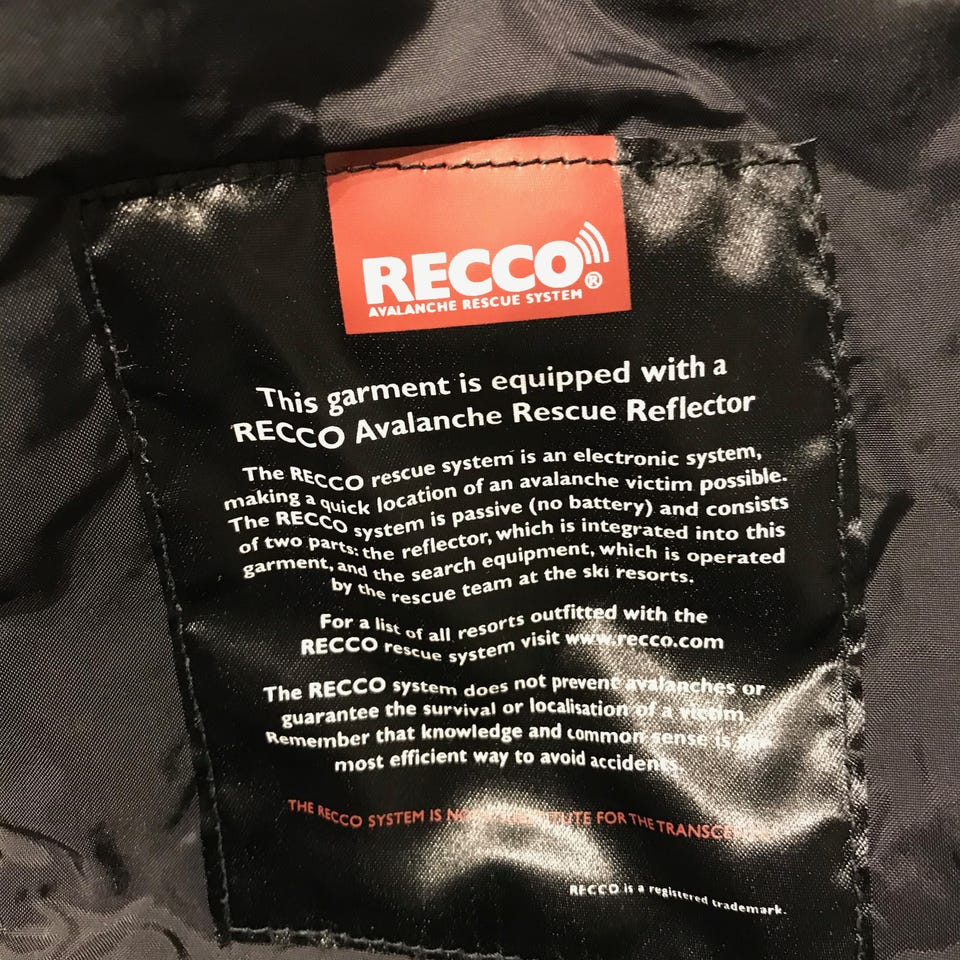 RECCO®
AVALANCHE RESCUE SYSTEM
This garment is equipped with a
RECCO Avalanche Rescue Reflector
The RECCO rescue system is an electronic system,
making a quick location of an avalanche victim possible.
The RECCO system is passive (no battery) and consists
of two parts: the reflector, which is integrated into this
garment, and the search equipment, which is operated
by the rescue team at the ski resorts.
For a list of all resorts outfitted with the
RECCO rescue system visit www.recco.com
The RECCO system does not prevent avalanches or
guarantee the survival or localisation of a victim.
Remember that knowledge and common sense is the
most efficient way to avoid accidents.
THE RECCO SYSTEM IS FOR THE
RECCO is a registered trademark.